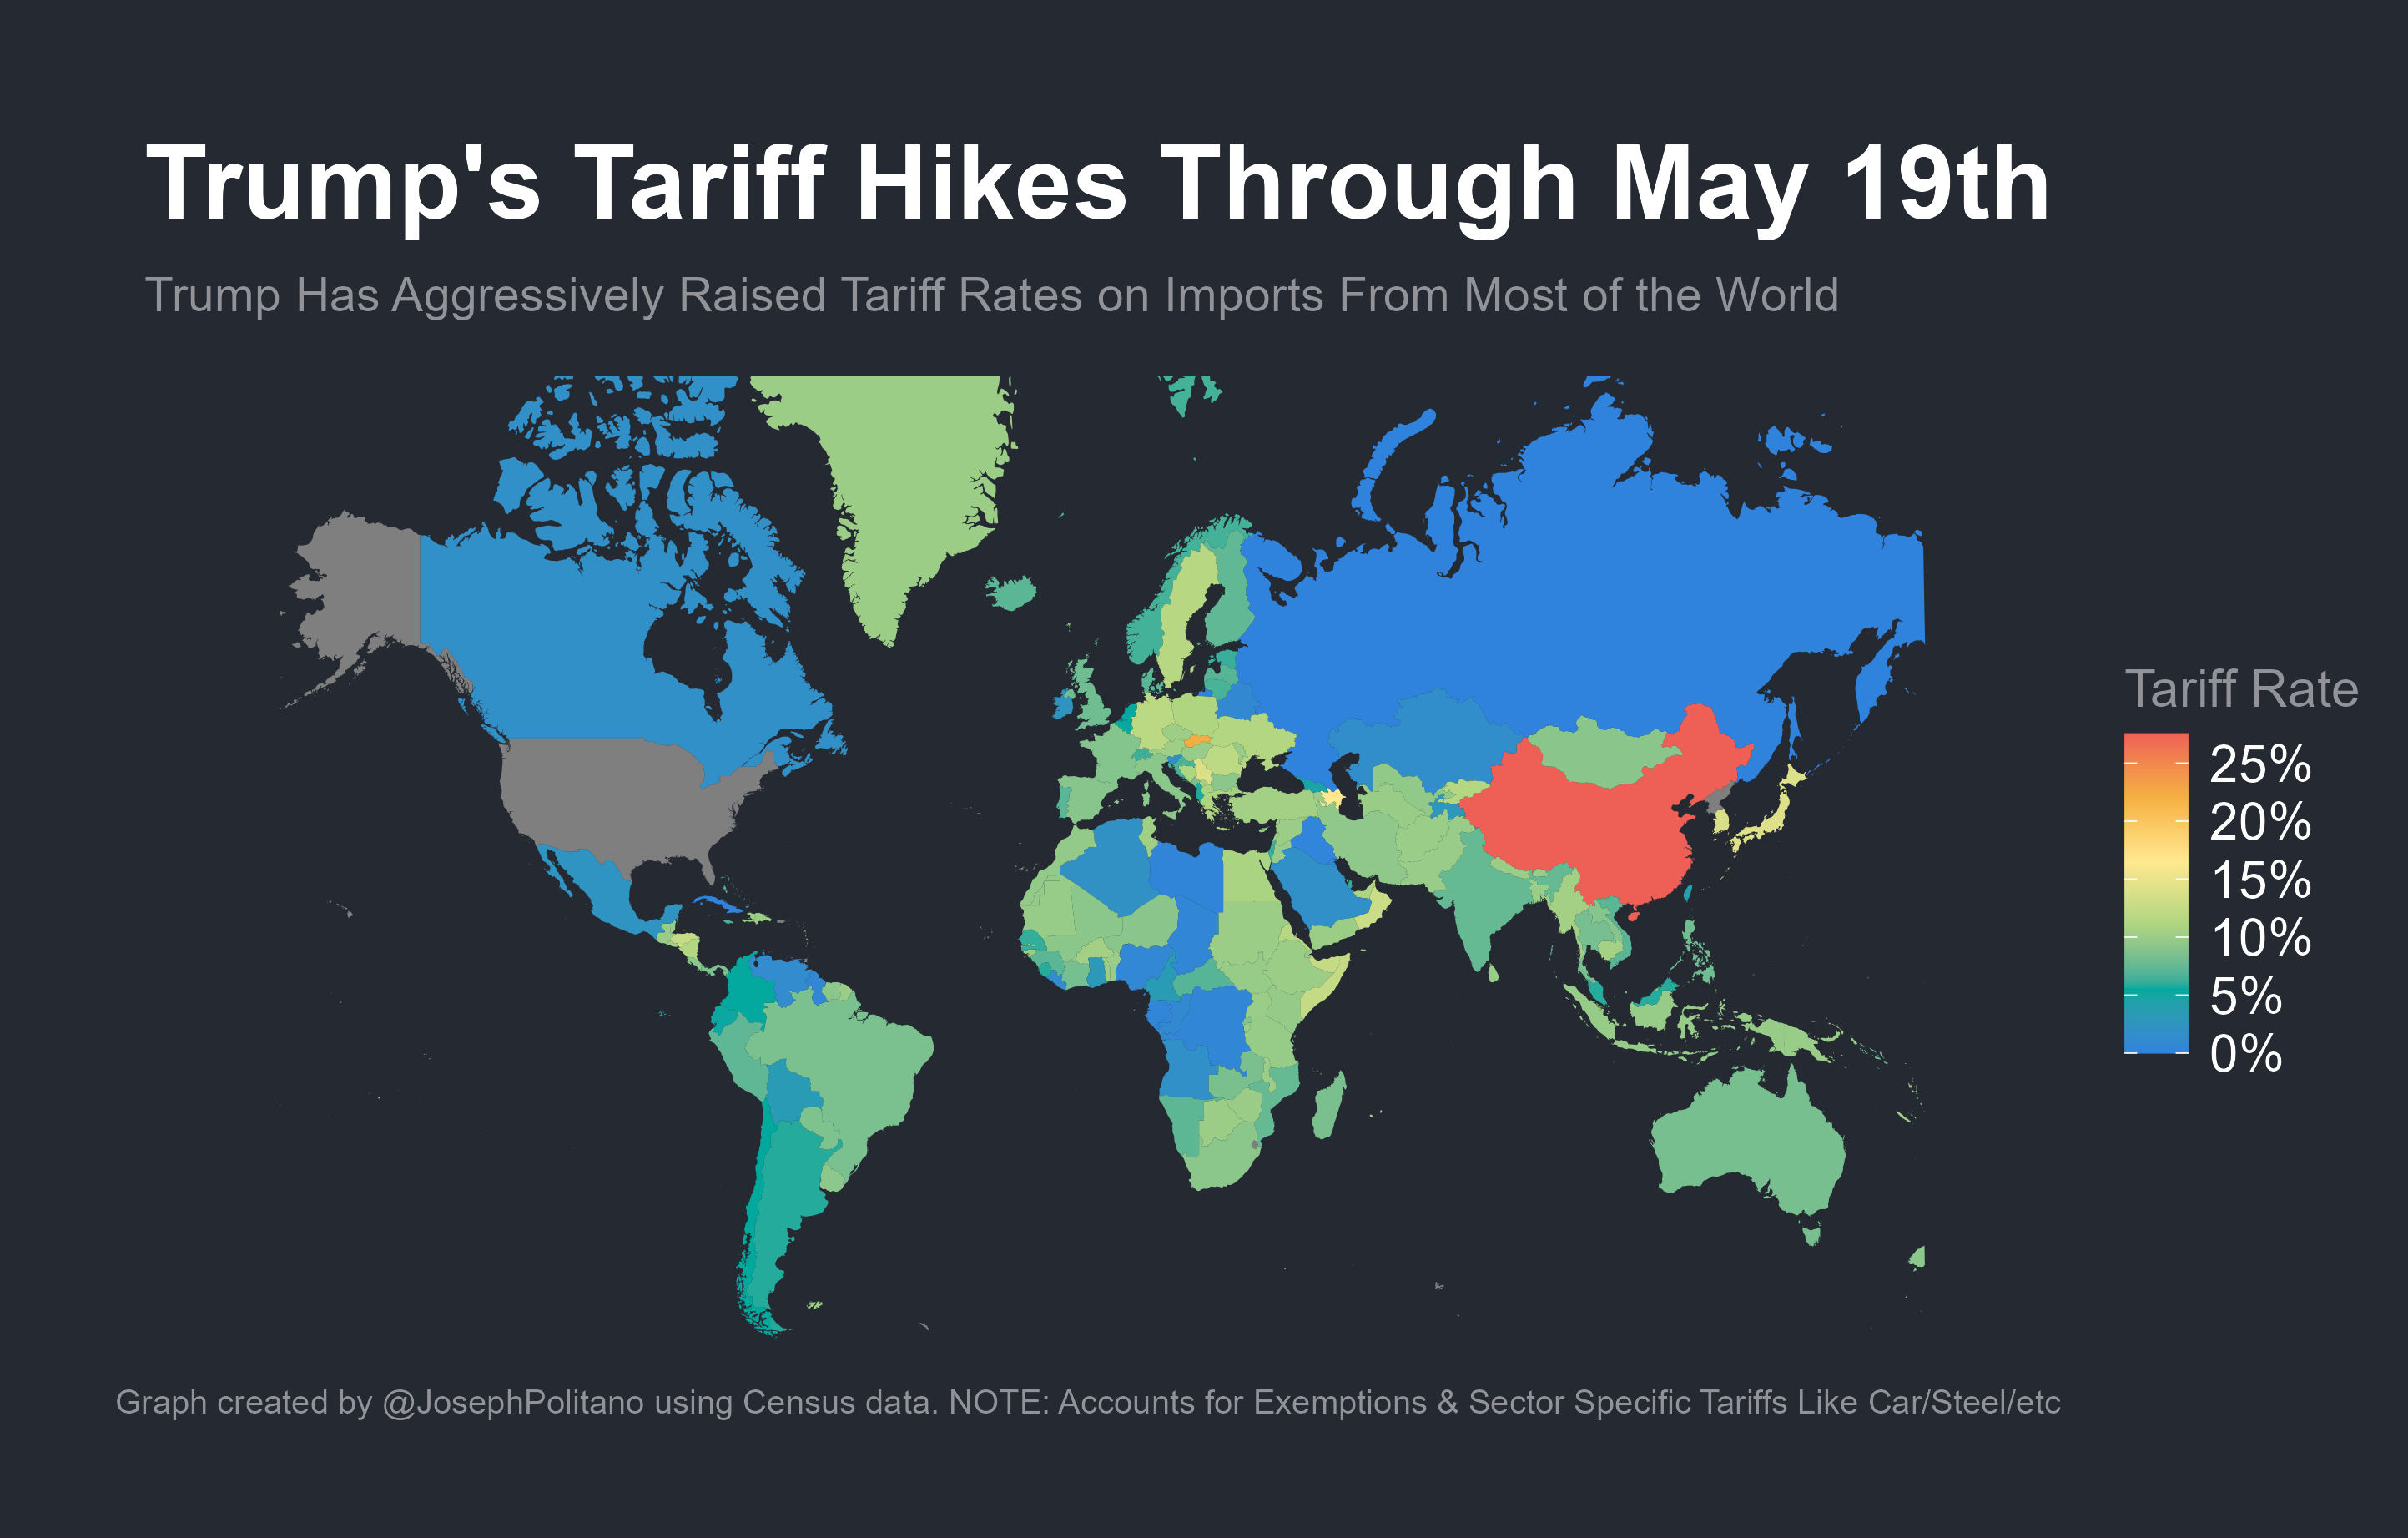 Trump's Tariff Hikes Through May 19th
Trump Has Aggressively Raised Tariff Rates on Imports From Most of the World
Tariff Rate
25%
20%
15%
10%
5%
0%
Graph created by @JosephPolitano using Census data. NOTE: Accounts for Exemptions & Sector Specific Tariffs Like Car/Steel/etc